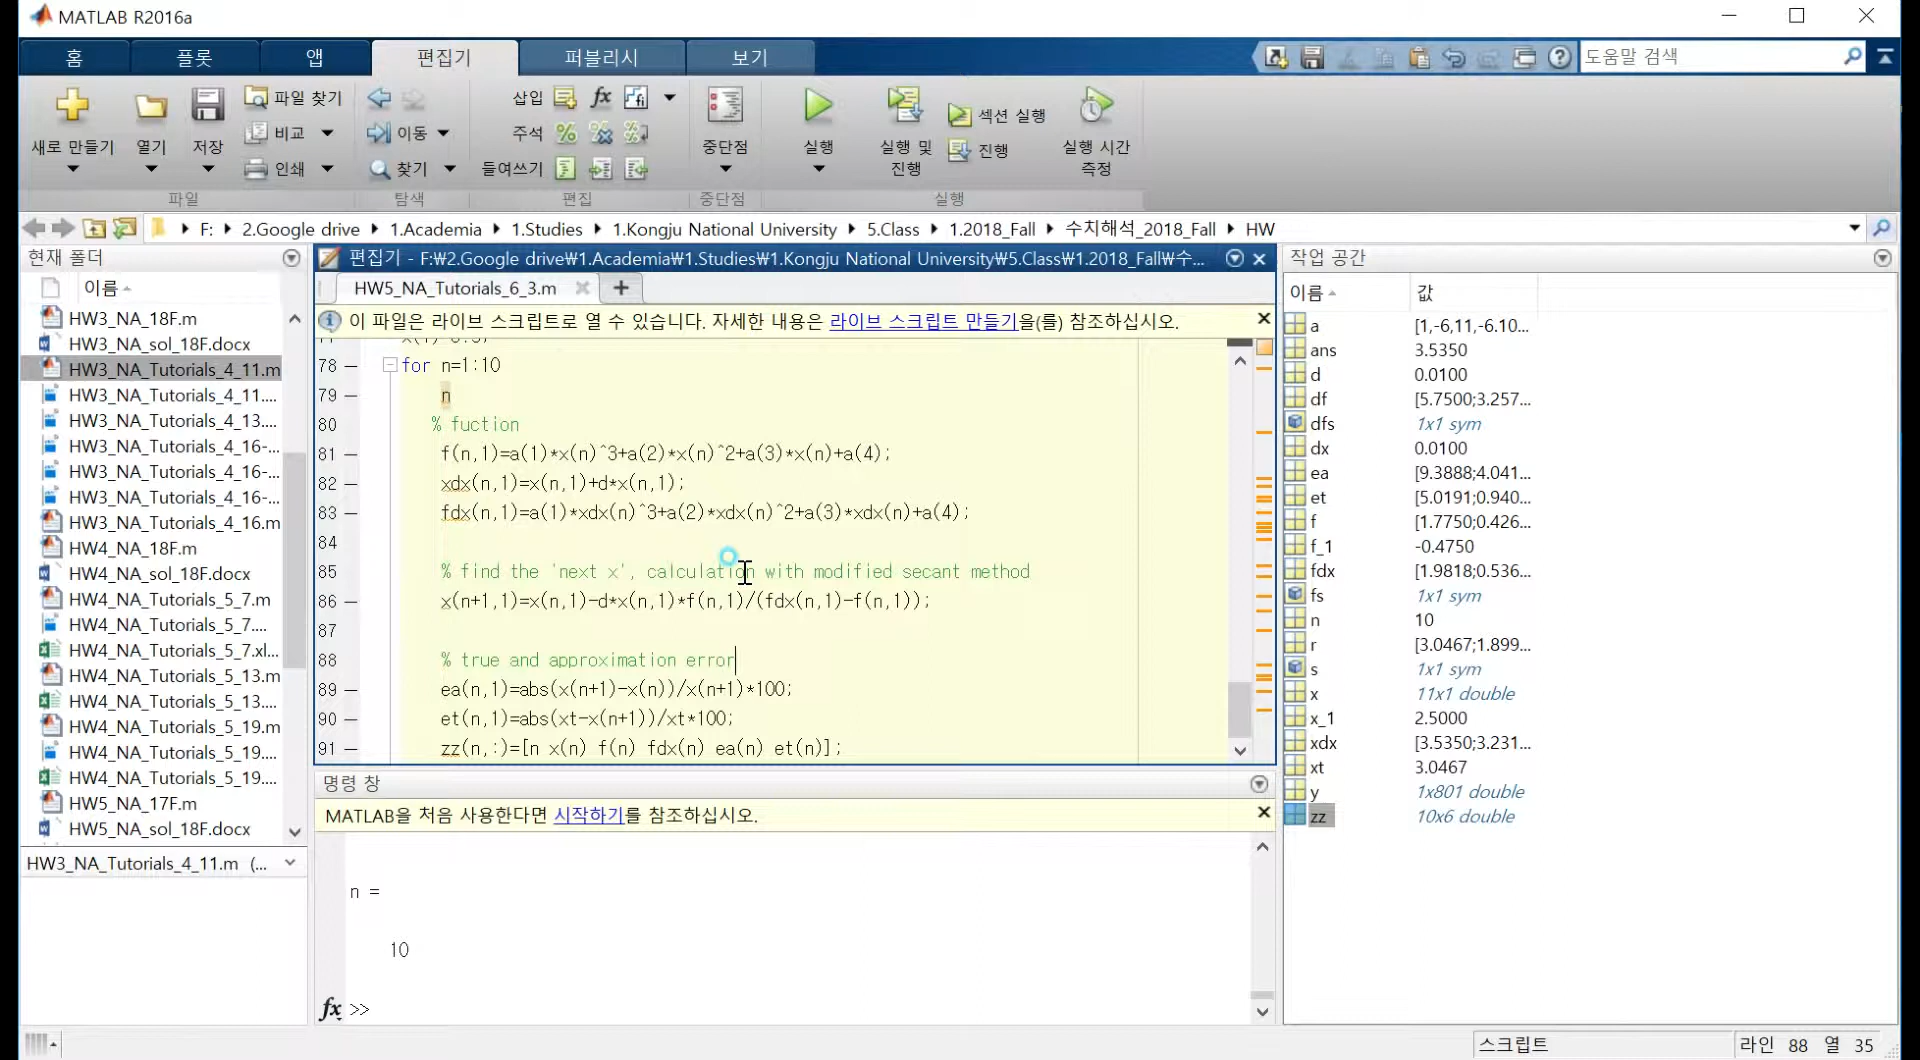 MATLAB R2016a
홈 플롯 앱 편집기 퍼블리시 보기 도움말 검색
새로 만들기 열기 저장 파일 찾기 비교 인쇄
이동 찾기
삽입 fx 주석 들여쓰기
중단점 실행 실행 및 진행 섹션 실행 진행 실행 시간 측정
파일 탐색 편집 중단점 실행
F: 2.Google drive 1.Academia 1.Studies 1.Kongju National University 5.Class 1.2018_Fall 수치해석_2018_Fall HW
현재 폴더
이름
HW3_NA_18F.m
HW3_NA_sol_18F.docx
HW3_NA_Tutorials_4_11.m
HW3_NA_Tutorials_4_11....
HW3_NA_Tutorials_4_13....
HW3_NA_Tutorials_4_16-...
HW3_NA_Tutorials_4_16-...
HW3_NA_Tutorials_4_16-...
HW3_NA_Tutorials_4_16.m
HW4_NA_18F.m
HW4_NA_sol_18F.docx
HW4_NA_Tutorials_5_7.m
HW4_NA_Tutorials_5_7....
HW4_NA_Tutorials_5_7.xl...
HW4_NA_Tutorials_5_13.m
HW4_NA_Tutorials_5_13....
HW4_NA_Tutorials_5_19.m
HW4_NA_Tutorials_5_19....
HW4_NA_Tutorials_5_19....
HW5_NA_17F.m
HW5_NA_sol_18F.docx
HW3_NA_Tutorials_4_11.m (...
편집기 - F:₩2.Google drive₩1.Academia₩1.Studies₩1.Kongju National University₩5.Class₩1.2018_Fall₩수...
HW5_NA_Tutorials_6_3.m
이 파일은 라이브 스크립트로 열 수 있습니다. 자세한 내용은 라이브 스크립트 만들기을(를) 참조하십시오.
78 – for n=1:10
79 – n
80 % fuction
81 – f(n,1)=a(1)*x(n)^3+a(2)*x(n)^2+a(3)*x(n)+a(4);
82 – xdx(n,1)=x(n,1)+d*x(n,1);
83 – fdx(n,1)=a(1)*xdx(n)^3+a(2)*xdx(n)^2+a(3)*xdx(n)+a(4);
84
85 % find the 'next x', calculation with modified secant method
86 – x(n+1,1)=x(n,1)-d*x(n,1)*f(n,1)/(fdx(n,1)-f(n,1));
87
88 % true and approximation error
89 – ea(n,1)=abs(x(n+1)-x(n))/x(n+1)*100;
90 – et(n,1)=abs(xt-x(n+1))/xt*100;
91 – zz(n,:)=[n x(n) f(n) fdx(n) ea(n) et(n)];
명령 창
MATLAB을 처음 사용한다면 시작하기를 참조하십시오.
n =
10
fx >>
작업 공간
이름 값
a [1,-6,11,-6.10...
ans 3.5350
d 0.0100
df [5.7500;3.257...
dfs 1x1 sym
dx 0.0100
ea [9.3888;4.041...
et [5.0191;0.940...
f [1.7750;0.426...
f_1 -0.4750
fdx [1.9818;0.536...
fs 1x1 sym
n 10
r [3.0467;1.899...
s 1x1 sym
x 11x1 double
x_1 2.5000
xdx [3.5350;3.231...
xt 3.0467
y 1x801 double
zz 10x6 double
스크립트 라인 88 열 35